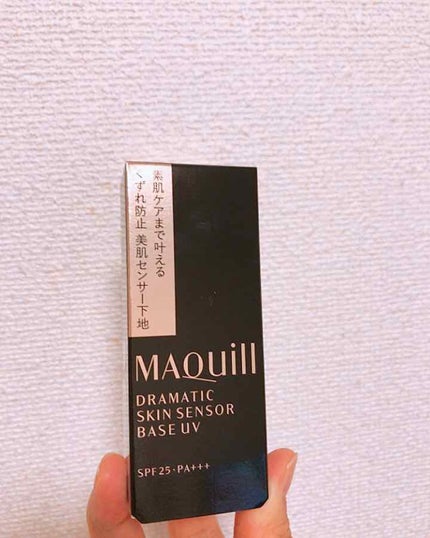 素肌ケアまで叶える
くずれ防止 美肌センサー下地
MAQuill
DRAMATIC
SKIN SENSOR
BASE UV
SPF25・PA+++